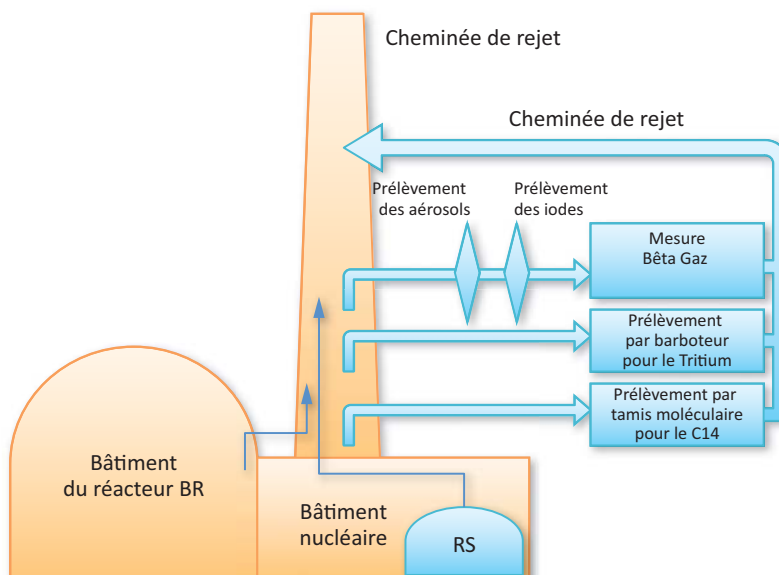 Cheminée de rejet
Cheminée de rejet
Prélèvement
des aérosols
Prélèvement
des iodes
Mesure
Bêta Gaz
Prélèvement
par barboteur
pour le Tritium
Prélèvement par
tamis moléculaire
pour le C14
Bâtiment
du réacteur BR
Bâtiment
nucléaire
RS